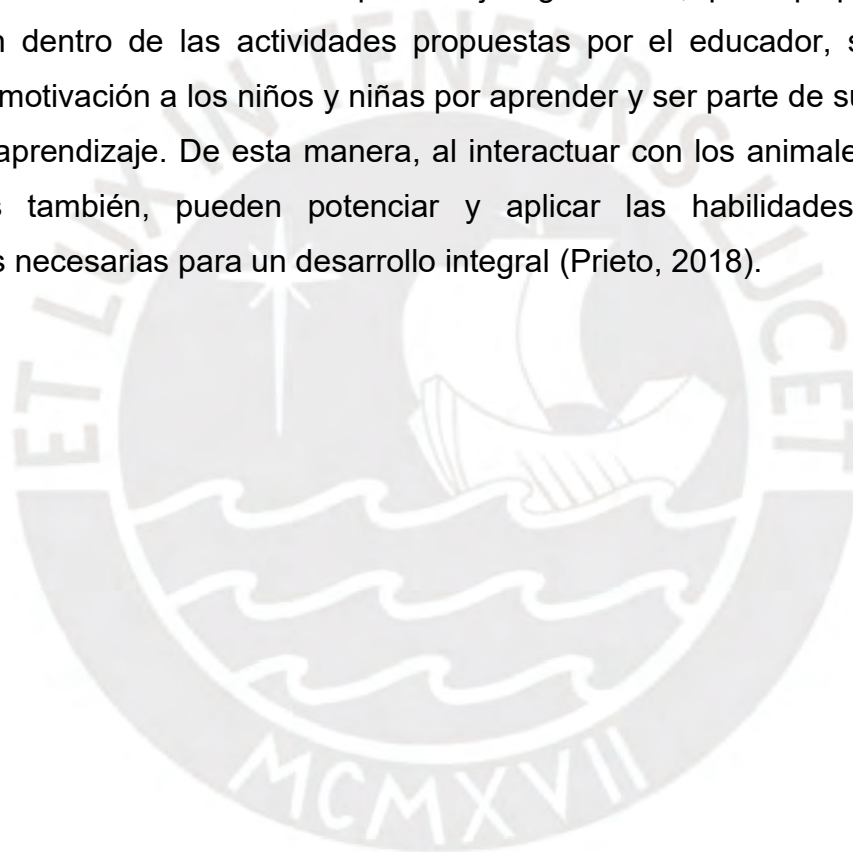 dentro de las actividades propuestas por el educador,
motivación a los niños y niñas por aprender y ser parte de
aprendizaje. De esta manera, al interactuar con los
también, pueden potenciar y aplicar las habilidades
necesarias para un desarrollo integral (Prieto, 2018).
ET LUX IN TENEBRIS LUCET
MCMXVII